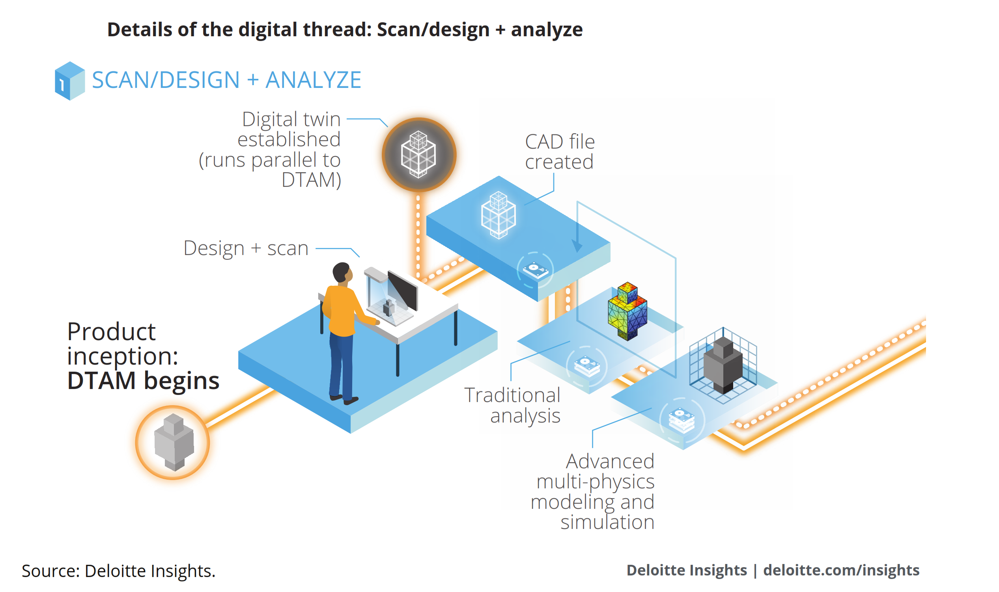 Details of the digital thread: Scan/design + analyze
1
SCAN/DESIGN + ANALYZE
Digital twin
established
(runs parallel to
DTAM)
CAD file
created
Design + scan
Product
inception:
DTAM begins
Traditional
analysis
Advanced
multi-physics
modeling and
simulation
Source: Deloitte Insights.
Deloitte Insights | deloitte.com/insights